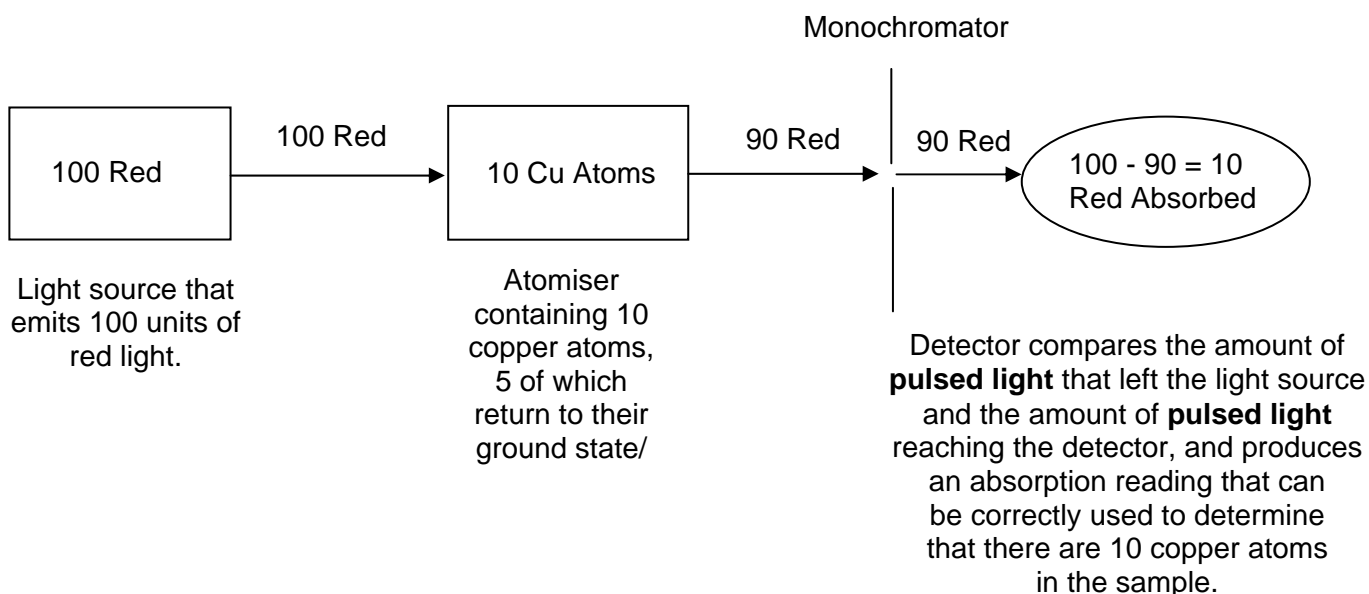 Monochromator
100 Red
100 Red
10 Cu Atoms
90 Red
90 Red
100 - 90 = 10
Red Absorbed
Light source that
emits 100 units of
red light.
Atomiser
containing 10
copper atoms,
5 of which
return to their
ground state/
Detector compares the amount of
pulsed light that left the light source
and the amount of pulsed light
reaching the detector, and produces
an absorption reading that can
be correctly used to determine
that there are 10 copper atoms
in the sample.